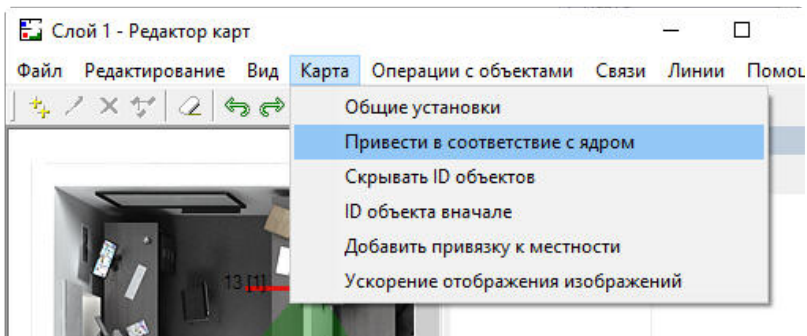 Слой 1 - Редактор карт
Файл Редактирование Вид Карта Операции с объектами Связи Линии
Общие установки
Привести в соответствие с ядром
Скрывать ID объектов
ID объекта вначале
Добавить привязку к местности
Ускорение отображения изображений
13 [1]